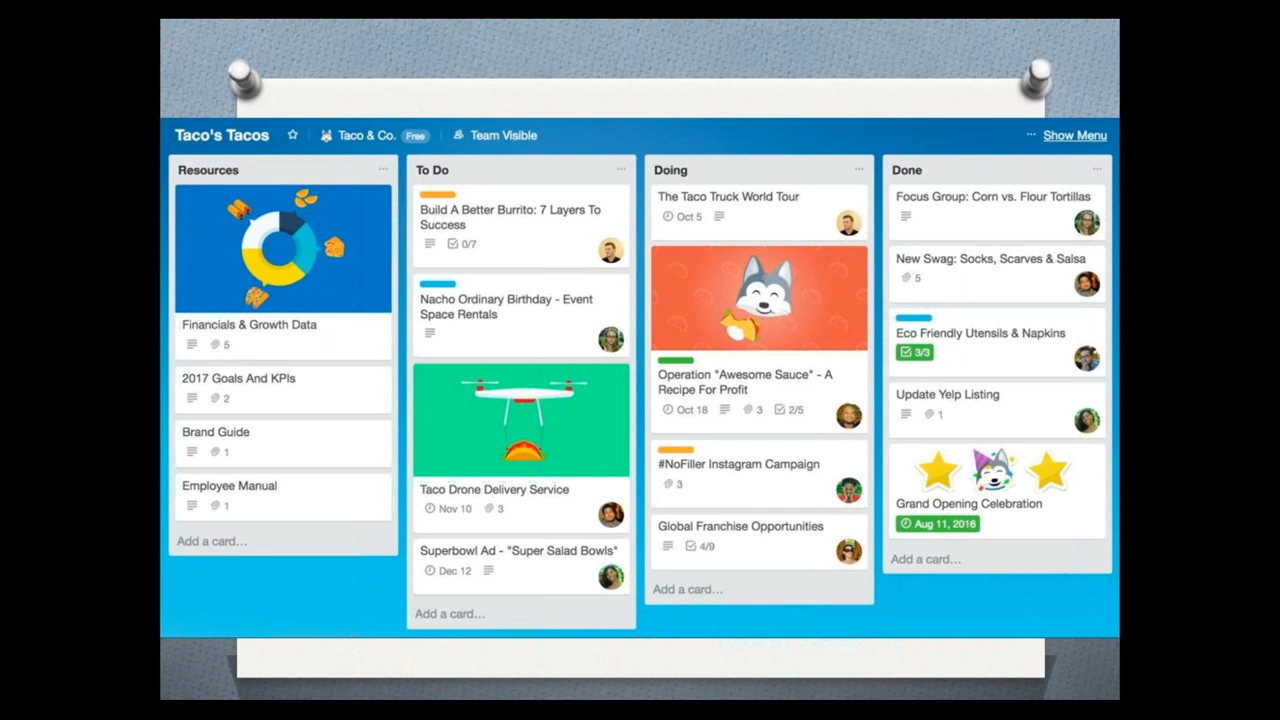 Taco's Tacos
Taco & Co. Free
Team Visible
··· Show Menu
Resources
Financials & Growth Data
5
2017 Goals And KPIs
2
Brand Guide
1
Employee Manual
1
Add a card...
To Do
Build A Better Burrito: 7 Layers To
Success
0/7
Nacho Ordinary Birthday - Event
Space Rentals
Taco Drone Delivery Service
Nov 10 3
Superbowl Ad - "Super Salad Bowls"
Dec 12
Add a card...
Doing
The Taco Truck World Tour
Oct 5
Operation "Awesome Sauce" - A
Recipe For Profit
Oct 18 3 2/5
#NoFiller Instagram Campaign
3
Global Franchise Opportunities
4/9
Add a card...
Done
Focus Group: Corn vs. Flour Tortillas
New Swag: Socks, Scarves & Salsa
5
Eco Friendly Utensils & Napkins
3/3
Update Yelp Listing
1
Grand Opening Celebration
Aug 11, 2016
Add a card...